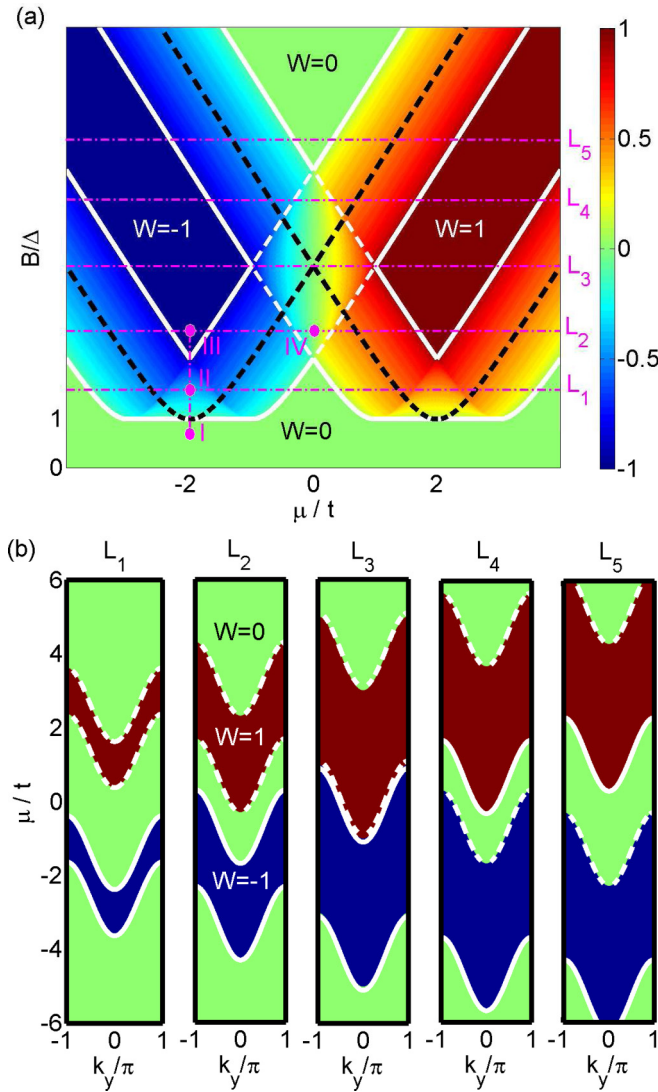 (a)
1
W=0
L₅
0.5
L₄
B/Δ
W=-1
W=1
0
L₃
III
IV
L₂
-0.5
II
L₁
1
I
W=0
0
-1
-2
0
2
μ / t
(b)
L₁
L₂
L₃
L₄
L₅
6
W=0
4
W=1
2
μ / t
0
-2
W=-1
-4
-6
-1
0
1
-1
0
1
-1
0
1
-1
0
1
-1
0
1
k_y/π
k_y/π
k_y/π
k_y/π
k_y/π